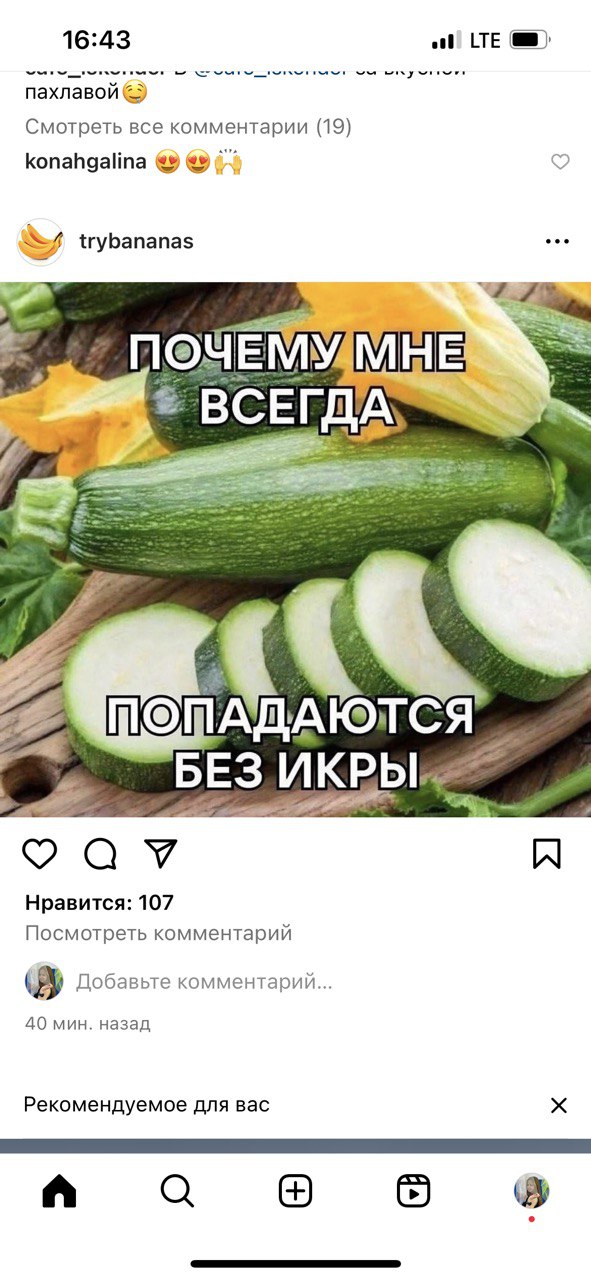 16:43
LTE
пахлавой🤤
Смотреть все комментарии (19)
konahgalina 😍😍🙌
trybananas
ПОЧЕМУ МНЕ
ВСЕГДА
ПОПАДАЮТСЯ
БЕЗ ИКРЫ
Нравится: 107
Посмотреть комментарий
Добавьте комментарий...
40 мин. назад
Рекомендуемое для вас